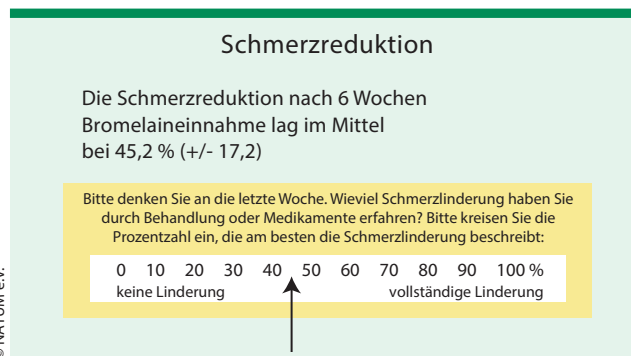 Schmerzreduktion
Die Schmerzreduktion nach 6 Wochen
Bromelaineinnahme lag im Mittel
bei 45,2 % (+/- 17,2)
Bitte denken Sie an die letzte Woche. Wieviel Schmerzlinderung haben Sie
durch Behandlung oder Medikamente erfahren? Bitte kreisen Sie die
Prozentzahl ein, die am besten die Schmerzlinderung beschreibt:
0 10 20 30 40 50 60 70 80 90 100 %
keine Linderung vollständige Linderung
© NATUM e.V.